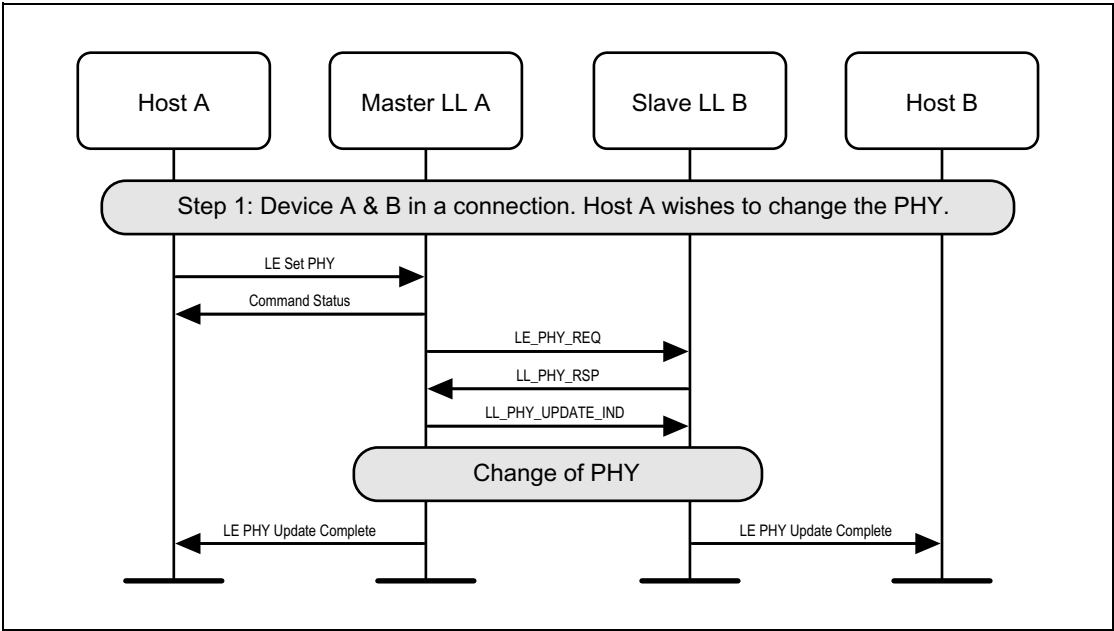 Host A
Master LL A
Slave LL B
Host B
Step 1: Device A & B in a connection. Host A wishes to change the PHY.
LE Set PHY
Command Status
LE_PHY_REQ
LL_PHY_RSP
LL_PHY_UPDATE_IND
Change of PHY
LE PHY Update Complete
LE PHY Update Complete